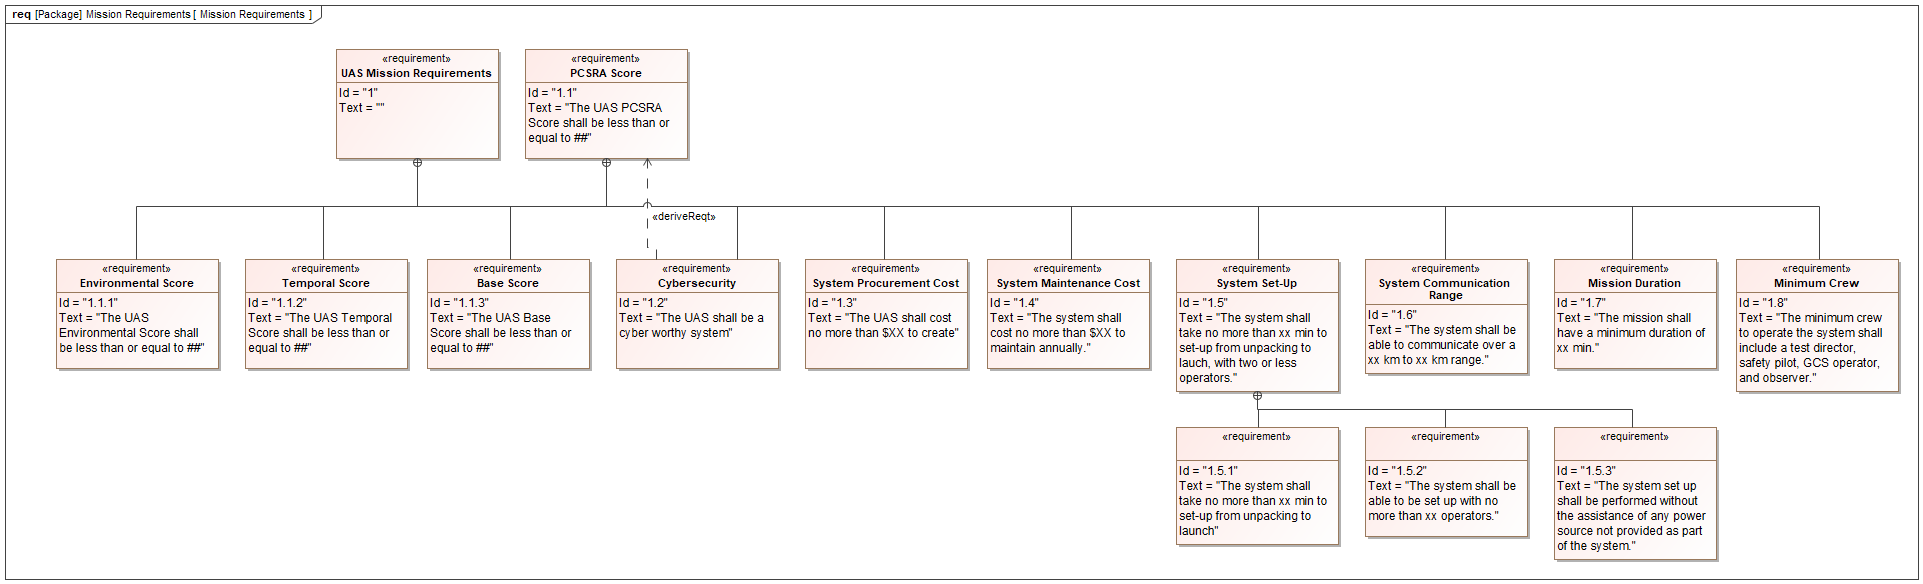 req [Package] Mission Requirements [ Mission Requirements ]
«requirement»
UAS Mission Requirements
Id = "1"
Text = ""
«requirement»
PCSRA Score
Id = "1.1"
Text = "The UAS PCSRA
Score shall be less than or
equal to ##"
«deriveReqt»
«requirement»
Environmental Score
Id = "1.1.1"
Text = "The UAS
Environmental Score shall
be less than or equal to ##"
«requirement»
Temporal Score
Id = "1.1.2"
Text = "The UAS Temporal
Score shall be less than or
equal to ##"
«requirement»
Base Score
Id = "1.1.3"
Text = "The UAS Base
Score shall be less than or
equal to ##"
«requirement»
Cybersecurity
Id = "1.2"
Text = "The UAS shall be a
cyber worthy system"
«requirement»
System Procurement Cost
Id = "1.3"
Text = "The UAS shall cost
no more than $XX to create"
«requirement»
System Maintenance Cost
Id = "1.4"
Text = "The system shall
cost no more than $XX to
maintain annually."
«requirement»
System Set-Up
Id = "1.5"
Text = "The system shall
take no more than xx min to
set-up from unpacking to
lauch, with two or less
operators."
«requirement»
System Communication
Range
Id = "1.6"
Text = "The system shall be
able to communicate over a
xx km to xx km range."
«requirement»
Mission Duration
Id = "1.7"
Text = "The mission shall
have a minimum duration of
xx min."
«requirement»
Minimum Crew
Id = "1.8"
Text = "The minimum crew
to operate the system shall
include a test director,
safety pilot, GCS operator,
and observer."
«requirement»
Id = "1.5.1"
Text = "The system shall
take no more than xx min to
set-up from unpacking to
launch"
«requirement»
Id = "1.5.2"
Text = "The system shall be
able to be set up with no
more than xx operators."
«requirement»
Id = "1.5.3"
Text = "The system set up
shall be performed without
the assistance of any power
source not provided as part
of the system."